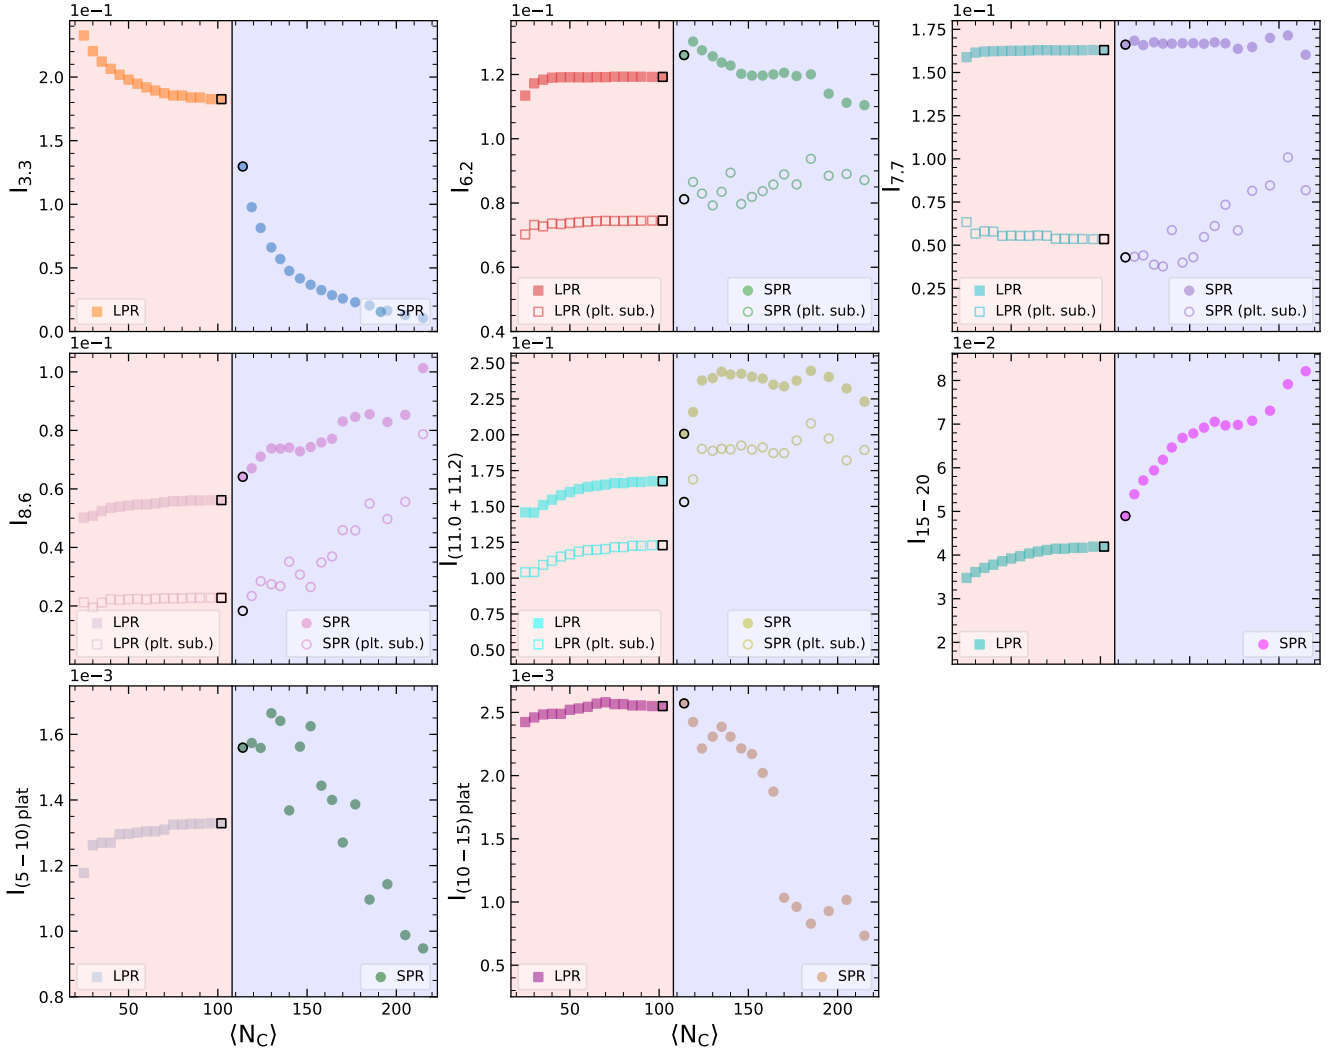 1e−1
I3.3
2.0
1.5
1.0
0.5
0.0
LPR
SPR
1e−1
I6.2
1.2
1.0
0.8
0.6
0.4
LPR
LPR (plt. sub.)
SPR
SPR (plt. sub.)
1e−1
I7.7
1.75
1.50
1.25
1.00
0.75
0.50
0.25
LPR
LPR (plt. sub.)
SPR
SPR (plt. sub.)
1e−1
I8.6
1.0
0.8
0.6
0.4
0.2
LPR
LPR (plt. sub.)
SPR
SPR (plt. sub.)
1e−1
I(11.0 + 11.2)
2.50
2.25
2.00
1.75
1.50
1.25
1.00
0.75
0.50
LPR
LPR (plt. sub.)
SPR
SPR (plt. sub.)
1e−2
I15 − 20
8
7
6
5
4
3
2
LPR
SPR
1e−3
I(5 − 10) plat
1.6
1.4
1.2
1.0
0.8
LPR
SPR
50 100 150 200
⟨NC⟩
1e−3
I(10 − 15) plat
2.5
2.0
1.5
1.0
0.5
LPR
SPR
50 100 150 200
⟨NC⟩